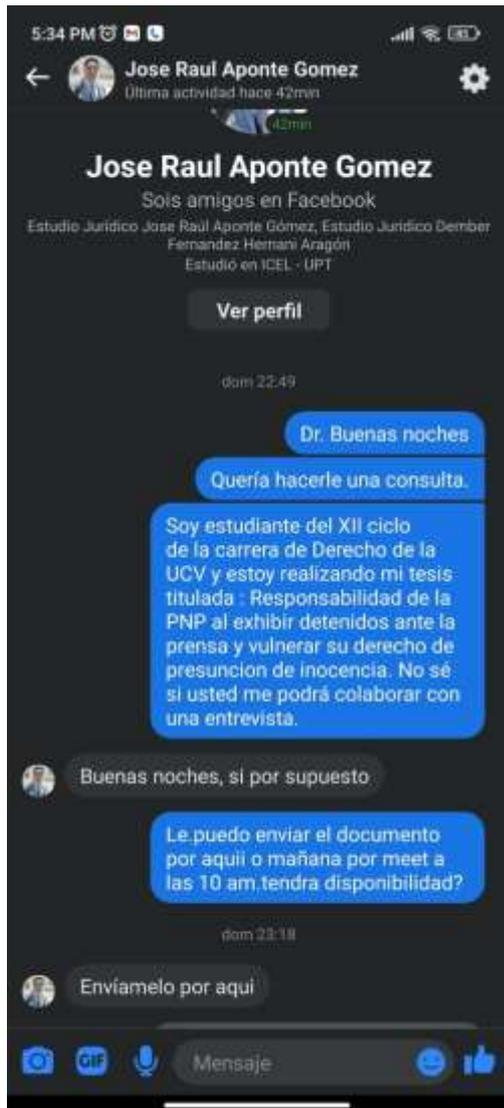 5:34 PM
81
Jose Raul Aponte Gomez
Última actividad hace 42min
42min
Jose Raul Aponte Gomez
Sois amigos en Facebook
Estudio Jurídico Jose Raúl Aponte Gómez, Estudio Juridico Dember
Fernandez Hernani Aragón
Estudió en ICEL - UPT
Ver perfil
dom 22:49
Dr. Buenas noches
Quería hacerle una consulta.
Soy estudiante del XII ciclo
de la carrera de Derecho de la
UCV y estoy realizando mi tesis
titulada : Responsabilidad de la
PNP al exhibir detenidos ante la
prensa y vulnerar su derecho de
presuncion de inocencia. No sé
si usted me podrá colaborar con
una entrevista.
Buenas noches, si por supuesto
Le.puedo enviar el documento
por aquii o mañana por meet a
las 10 am.tendra disponibilidad?
dom 23:18
Envíamelo por aqui
GIF
Mensaje